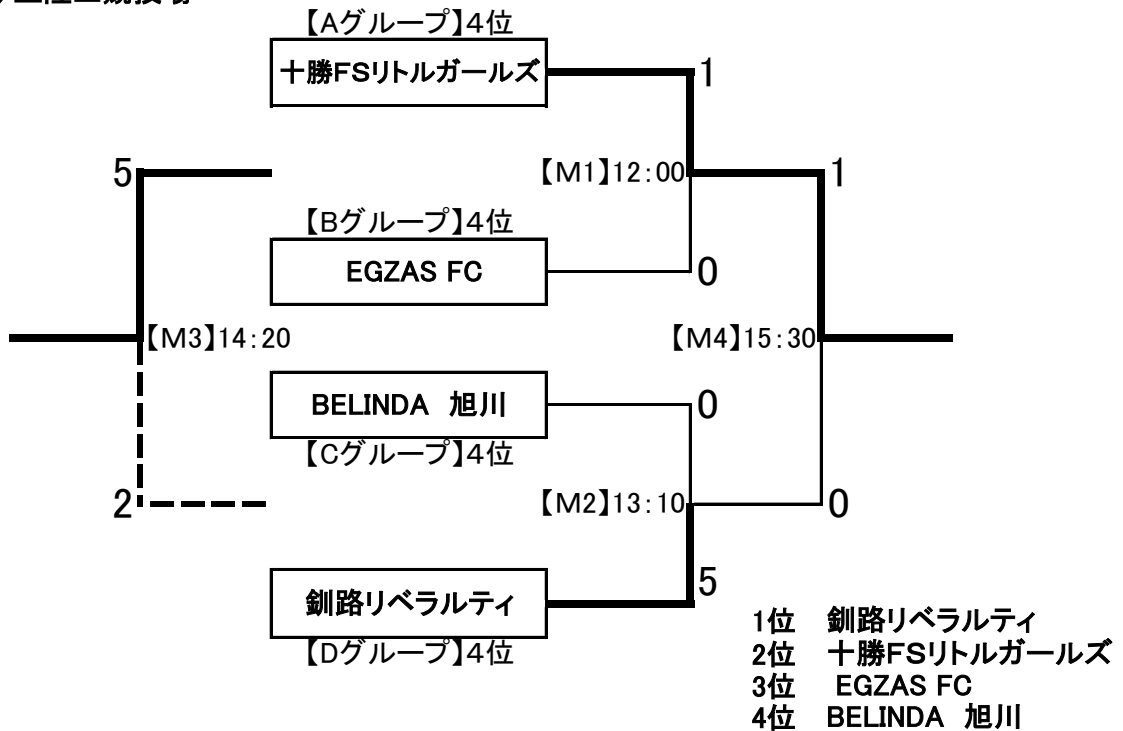 【Aグループ】4位
十勝FSリトルガールズ
1
5
【M1】12:00
1
【Bグループ】4位
EGZAS FC
0
【M3】14:20
【M4】15:30
BELINDA 旭川
0
【Cグループ】4位
2
【M2】13:10
0
釧路リベラルティ
5
【Dグループ】4位
1位 釧路リベラルティ
2位 十勝FSリトルガールズ
3位 EGZAS FC
4位 BELINDA 旭川